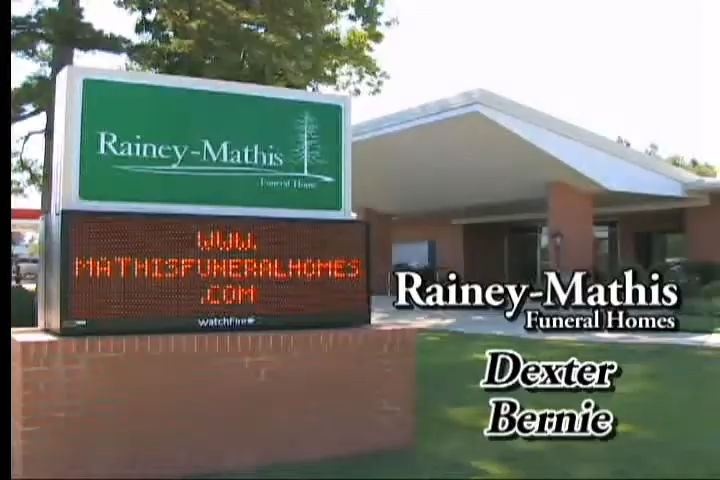 Rainey-Mathis
Funeral Home
WWW.
MATHISFUNERALHOMES
.COM
watchfire
Rainey-Mathis
Funeral Homes
Dexter
Bernie